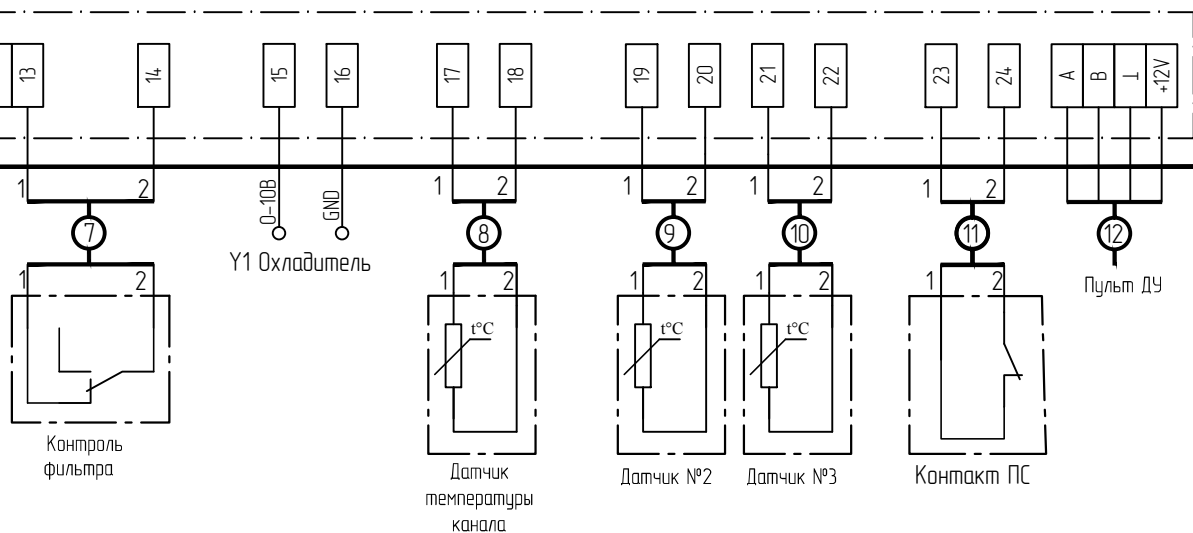 13 14 15 16 17 18 19 20 21 22 23 24 A B ⊥ +12V
1 2 0-10В GND 1 2 1 2 1 2 1 2
7 8 9 10 11 12
Y1 Охладитель
1 2 1 2 1 2 1 2 1 2
Пульт ДУ
t°C t°C t°C
Контроль
фильтра
Датчик
температуры
канала
Датчик №2
Датчик №3
Контакт ПС